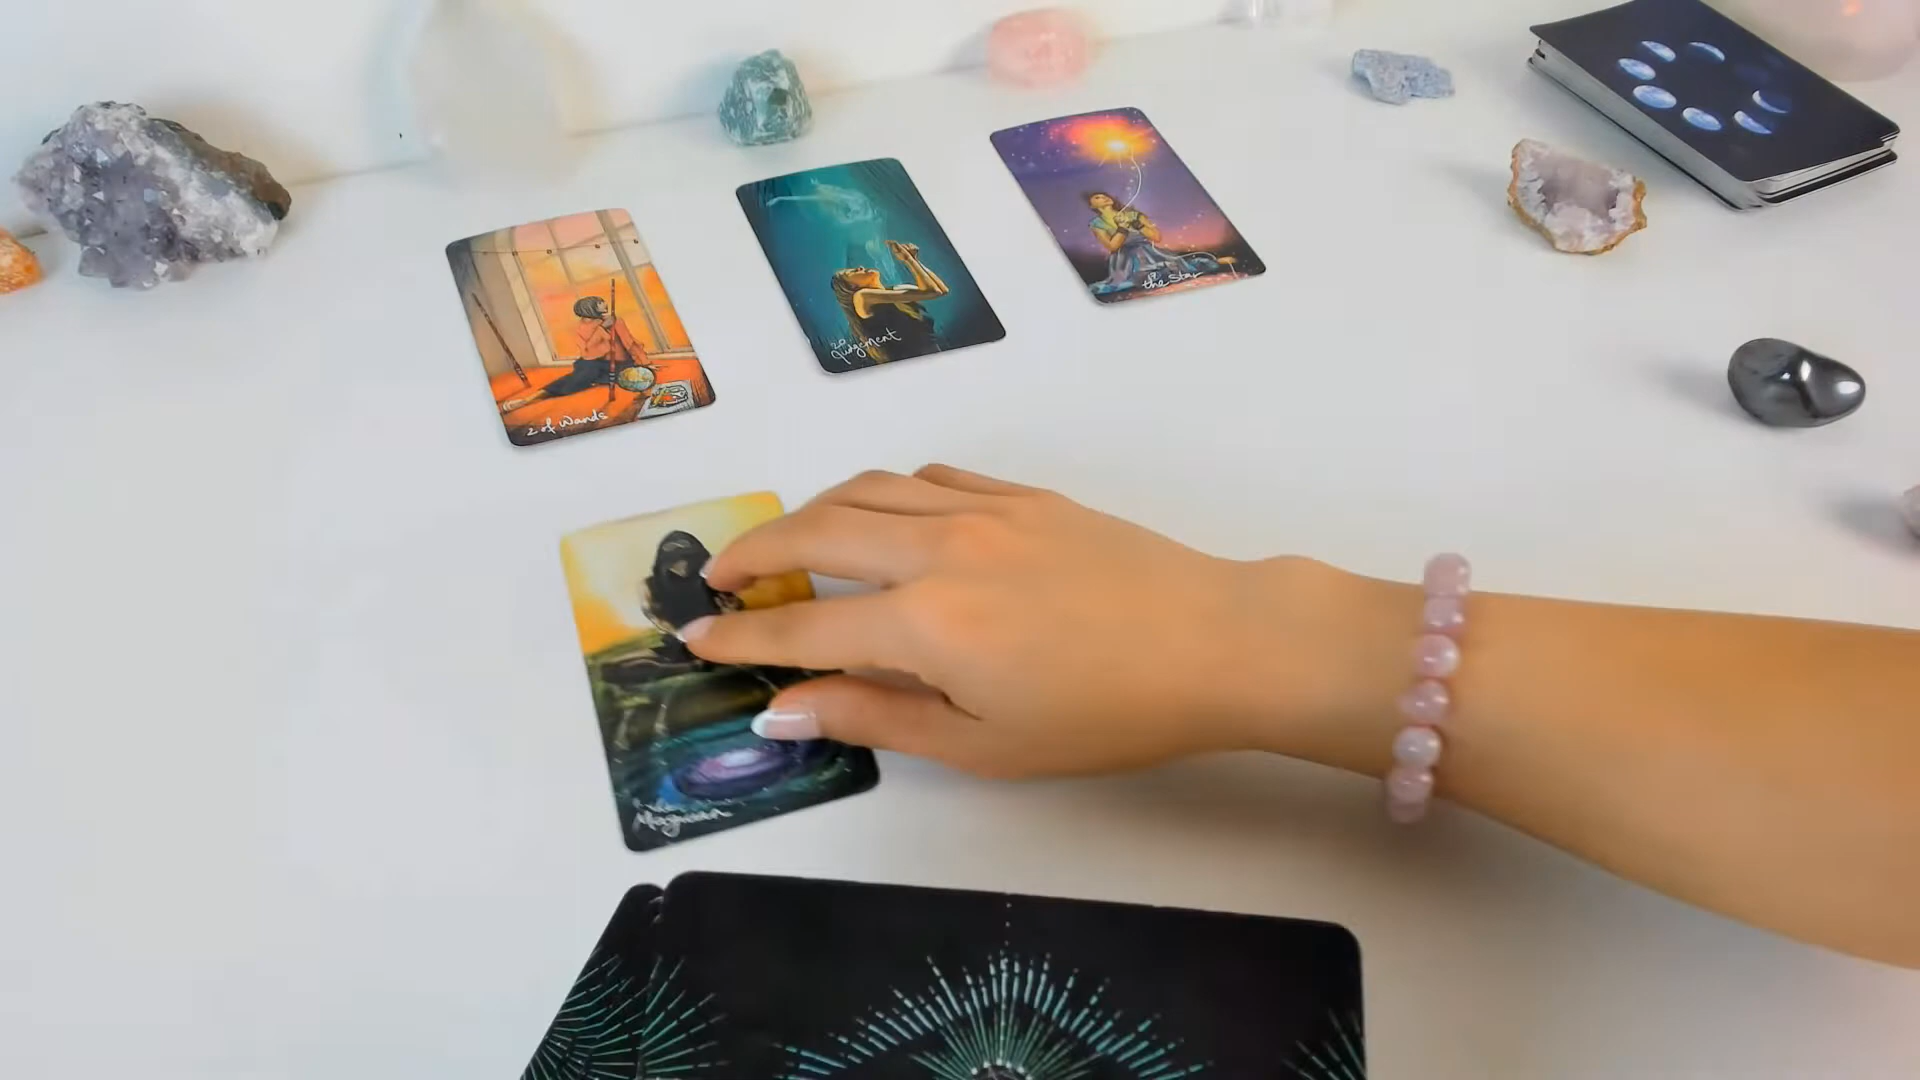 the Star
20
Judgement
2 of Wands
Magician